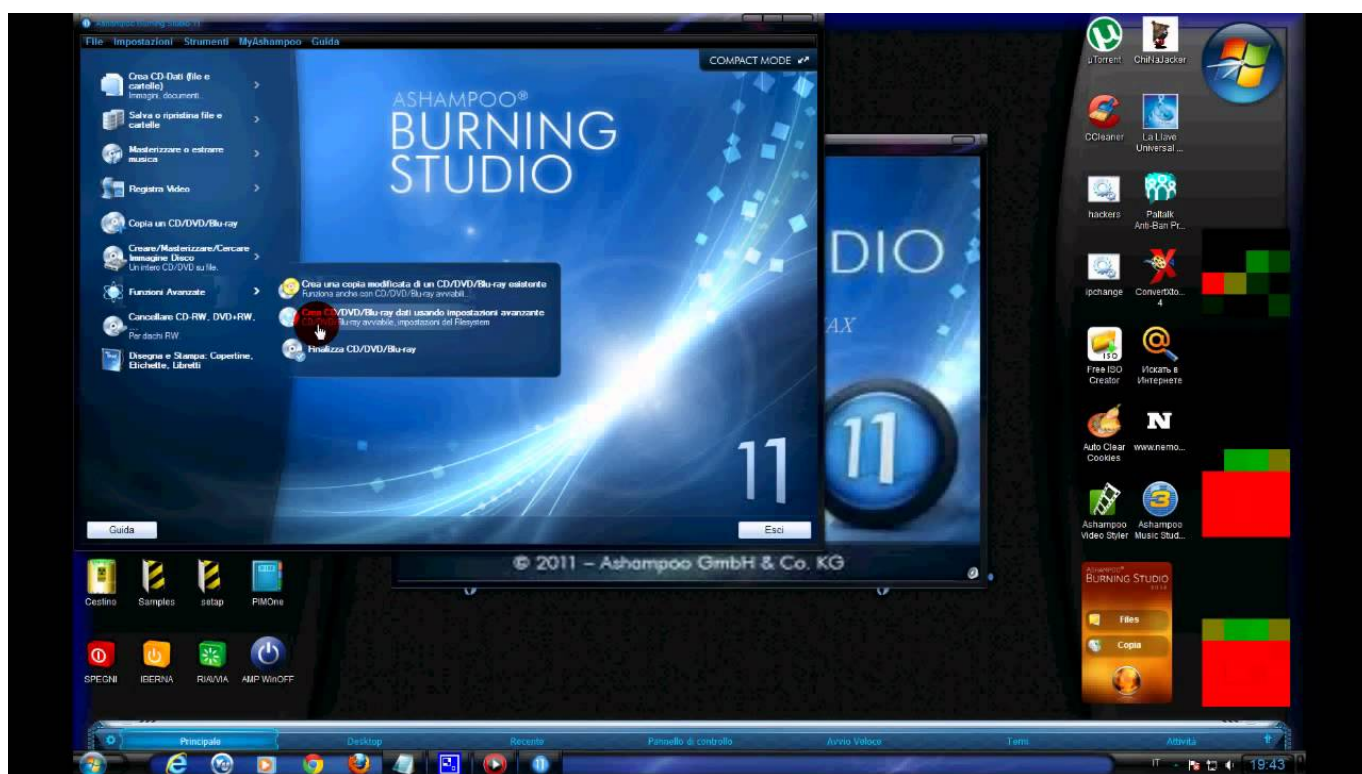 Ashampoo Burning Studio 11
File Impostazioni Strumenti MyAshampoo Guida
COMPACT MODE
Crea CD-Dati (file e
cartelle)
Immagini, documenti...
Salva o ripristina file e
cartelle
Masterizzare o estrarre
musica
Registra Video
Copia un CD/DVD/Blu-ray
Creare/Masterizzare/Cercare
Immagine Disco
Un intero CD/DVD su file.
Funzioni Avanzate
Cancellare CD-RW, DVD+RW,
...
Per dischi RW
Disegna e Stampa: Copertine,
Etichette, Libretti
ASHAMPOO®
BURNING
STUDIO
11
Crea una copia modificata di un CD/DVD/Blu-ray esistente
Funziona anche con CD/DVD/Blu-ray avviabili...
Crea CD/DVD/Blu-ray dati usando impostazioni avanzante
CD/DVD/Blu-ray avviabile, impostazioni del Filesystem
Finalizza CD/DVD/Blu-ray
Guida
Esci
DIO
11
© 2011 – Ashampoo GmbH & Co. KG
µTorrent ChiNaJacker
CCleaner La Llave
Universal ...
hackers Paltalk
Anti-Ban Pr...
ipchange ConvertXto...
4
Free ISO
Creator
Искать в
Интернете
Auto Clear
Cookies
www.nemo...
Ashampoo
Video Styler
Ashampoo
Music Stud...
ASHAMPOO®
BURNING STUDIO
Files
Copia
Cestino Samples setap PIMOne
SPEGNI IBERNA RIAVVIA AMP WinOFF
Principale Desktop Recente Pannello di controllo Avvio Veloce Temi Attività
IT 19:43